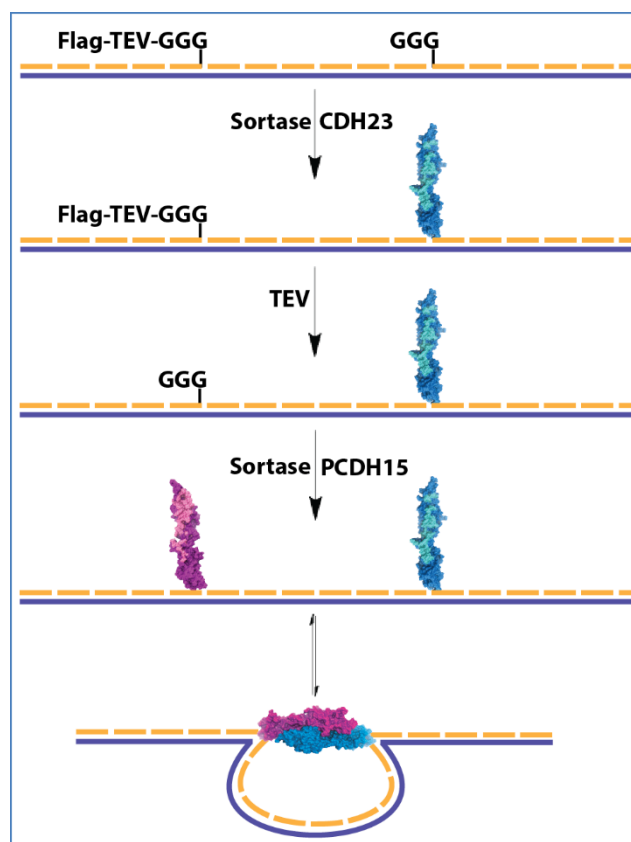 Flag-TEV-GGG GGG
Sortase CDH23
Flag-TEV-GGG
TEV
GGG
Sortase PCDH15